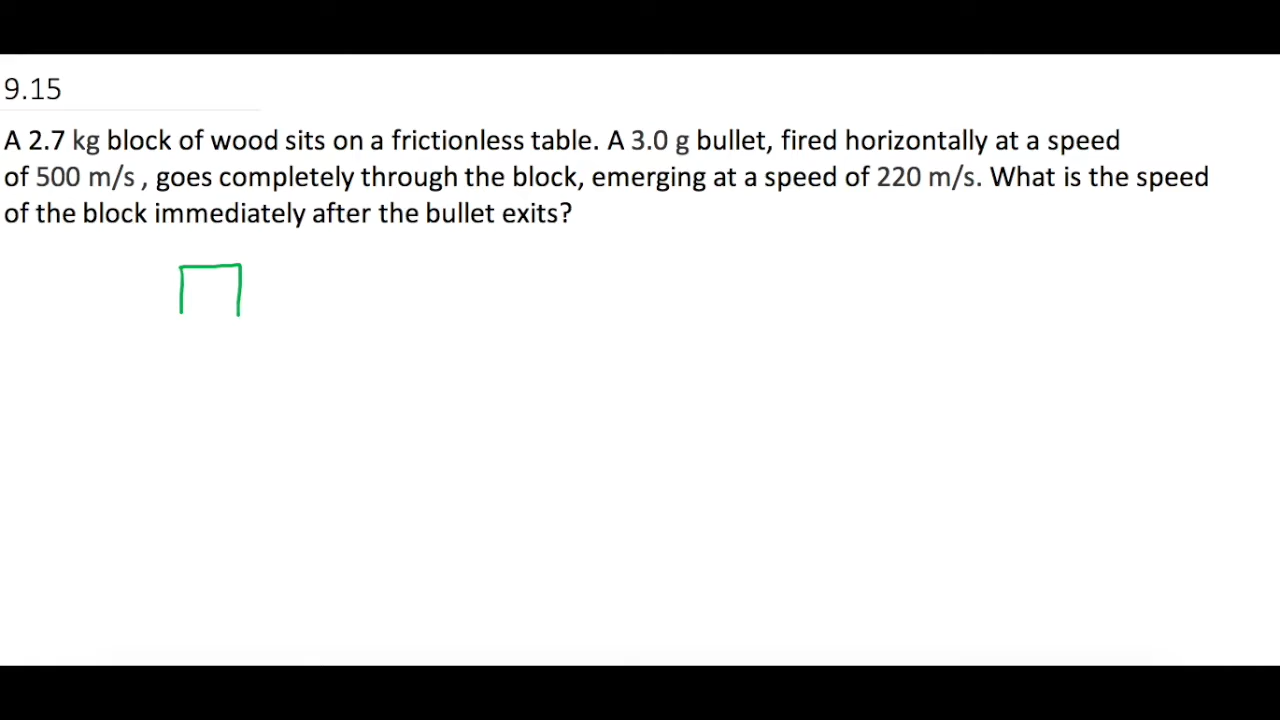 9.15
A 2.7 kg block of wood sits on a frictionless table. A 3.0 g bullet, fired horizontally at a speed
of 500 m/s , goes completely through the block, emerging at a speed of 220 m/s. What is the speed
of the block immediately after the bullet exits?